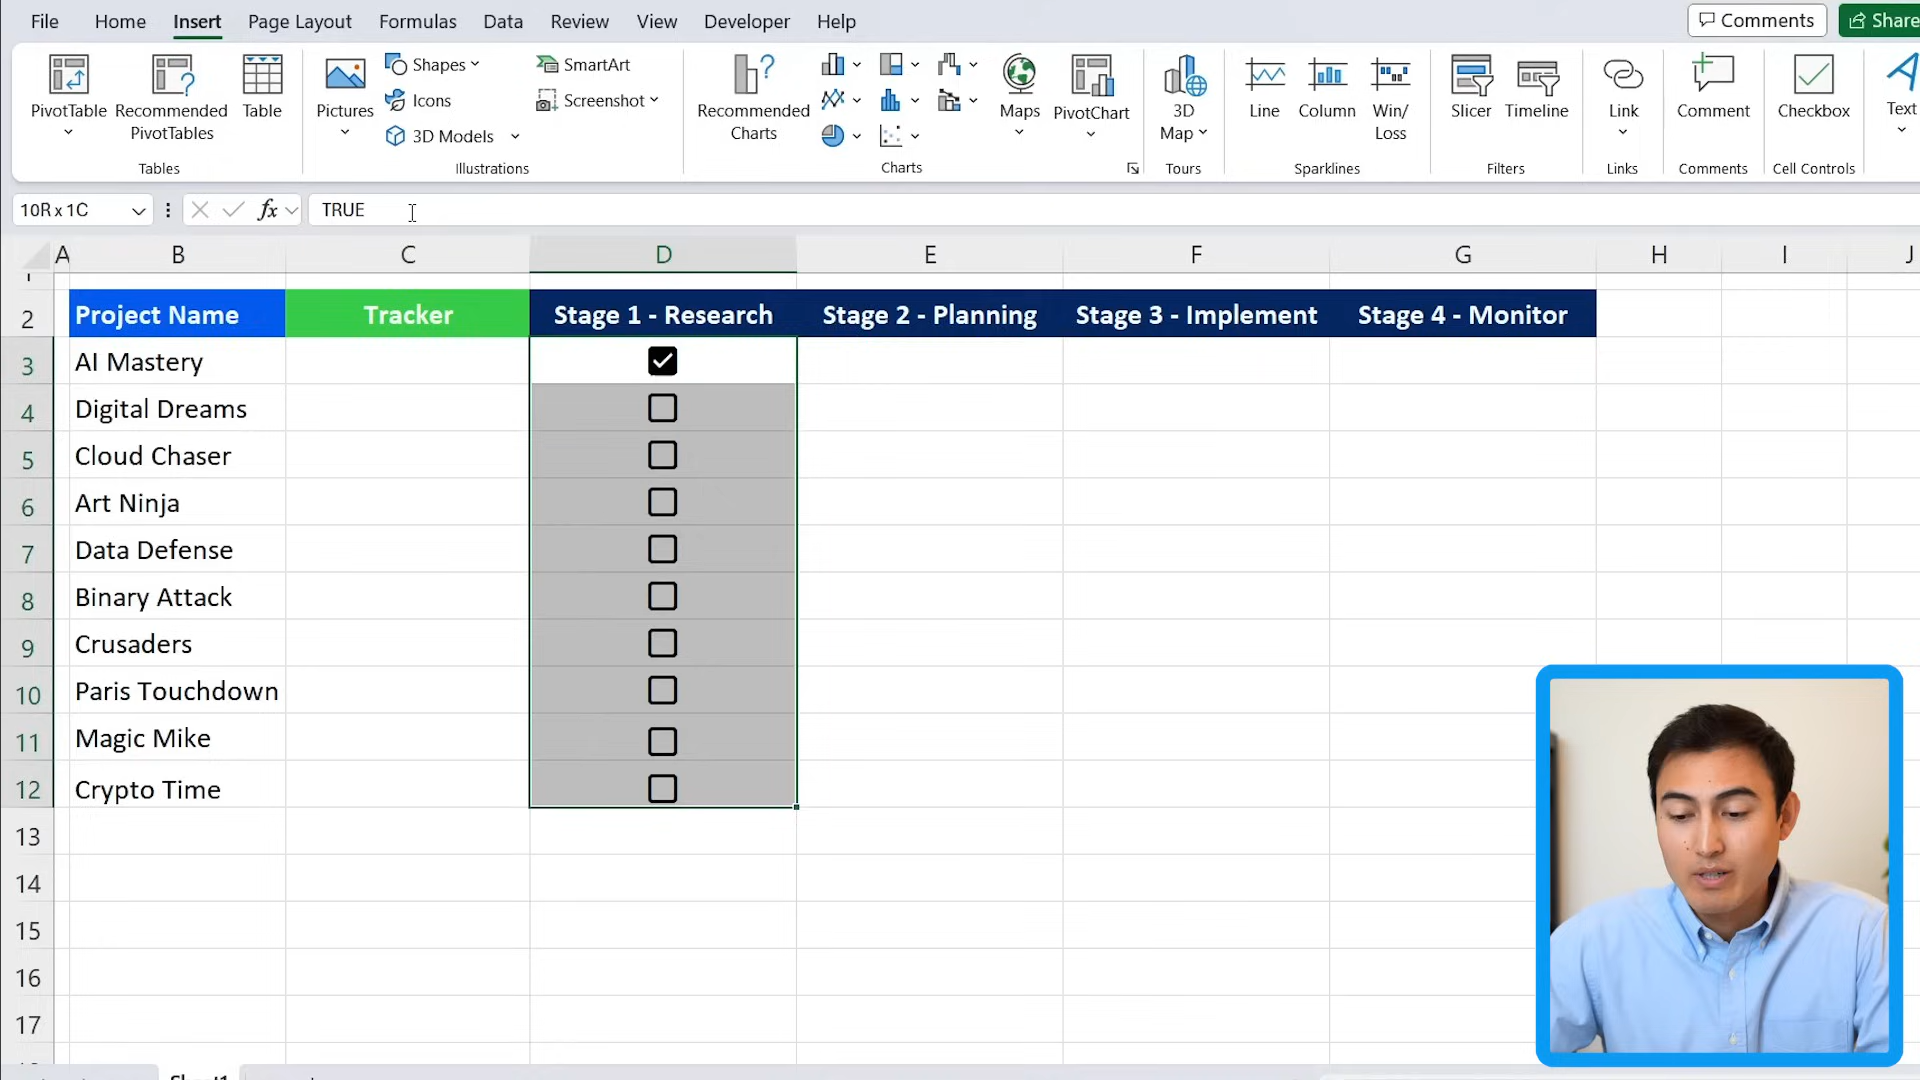 File Home Insert Page Layout Formulas Data Review View Developer Help
Comments Share
PivotTable Recommended PivotTables Table
Tables
Pictures Shapes Icons 3D Models SmartArt Screenshot
Illustrations
Recommended Charts
Maps PivotChart
Charts
3D Map
Tours
Line Column Win/Loss
Sparklines
Slicer Timeline
Filters
Link
Links
Comment
Comments
Checkbox
Cell Controls
Text
10R x 1C fx TRUE
A B C D E F G H I J
2 Project Name Tracker Stage 1 - Research Stage 2 - Planning Stage 3 - Implement Stage 4 - Monitor
3 AI Mastery
4 Digital Dreams
5 Cloud Chaser
6 Art Ninja
7 Data Defense
8 Binary Attack
9 Crusaders
10 Paris Touchdown
11 Magic Mike
12 Crypto Time
13
14
15
16
17